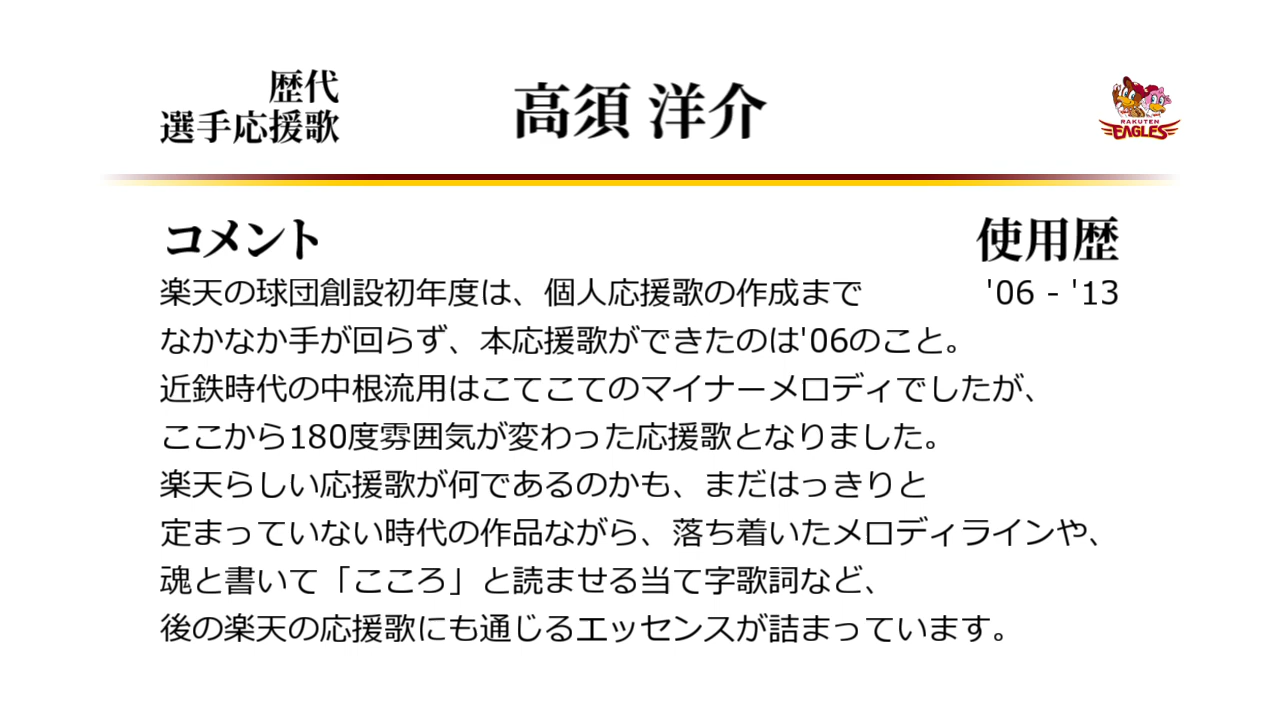 歴代
選手応援歌
高須 洋介
RAKUTEN
EAGLES
コメント
使用歴
楽天の球団創設初年度は、個人応援歌の作成まで
'06 - '13
なかなか手が回らず、本応援歌ができたのは'06のこと。
近鉄時代の中根流用はこてこてのマイナーメロディでしたが、
ここから180度雰囲気が変わった応援歌となりました。
楽天らしい応援歌が何であるのかも、まだはっきりと
定まっていない時代の作品ながら、落ち着いたメロディラインや、
魂と書いて「こころ」と読ませる当て字歌詞など、
後の楽天の応援歌にも通じるエッセンスが詰まっています。